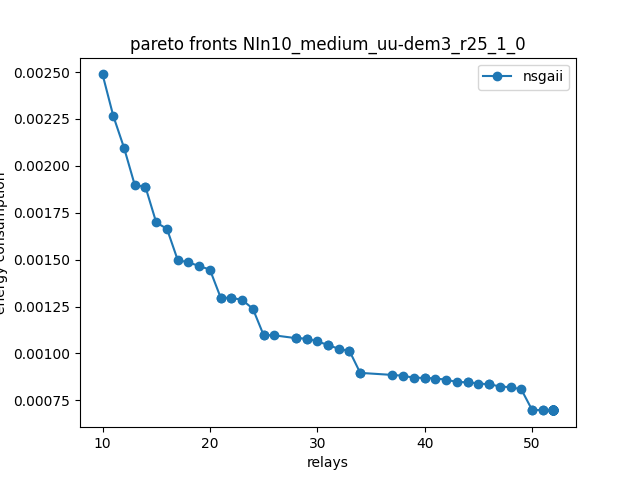 pareto fronts NIn10_medium_uu-dem3_r25_1_0
nsgaii
0.00250
0.00225
0.00200
0.00175
0.00150
0.00125
0.00100
0.00075
energy consumption
10 20 30 40 50
relays